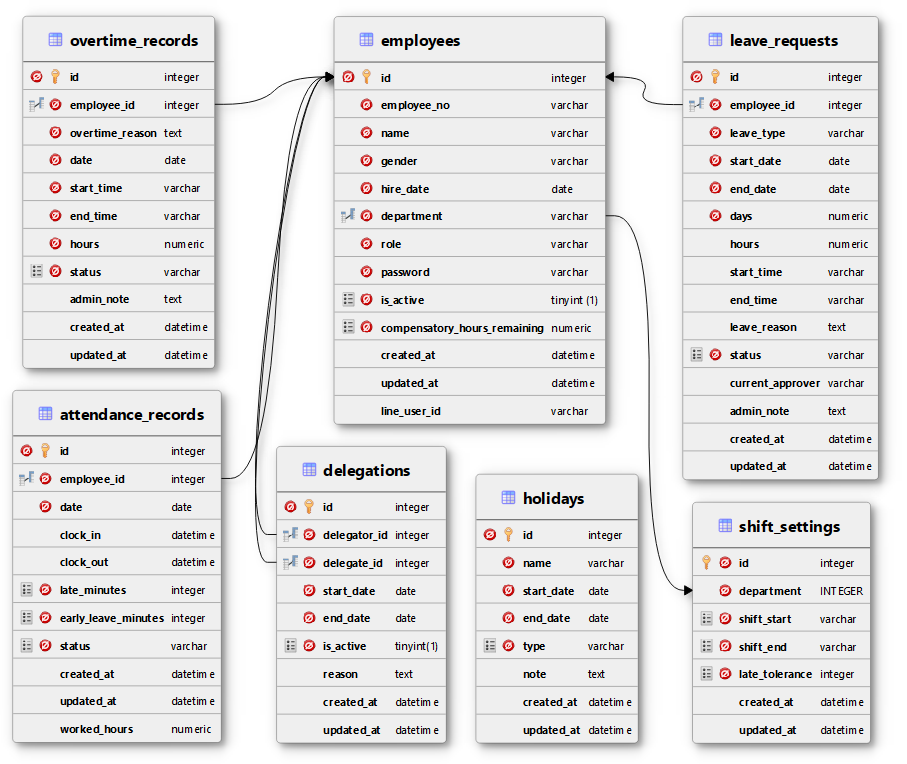 overtime_records
id integer
employee_id integer
overtime_reason text
date date
start_time varchar
end_time varchar
hours numeric
status varchar
admin_note text
created_at datetime
updated_at datetime
employees
id integer
employee_no varchar
name varchar
gender varchar
hire_date date
department varchar
role varchar
password varchar
is_active tinyint (1)
compensatory_hours_remaining numeric
created_at datetime
updated_at datetime
line_user_id varchar
leave_requests
id integer
employee_id integer
leave_type varchar
start_date date
end_date date
days numeric
hours numeric
start_time varchar
end_time varchar
leave_reason text
status varchar
current_approver varchar
admin_note text
created_at datetime
updated_at datetime
attendance_records
id integer
employee_id integer
date date
clock_in datetime
clock_out datetime
late_minutes integer
early_leave_minutes integer
status varchar
created_at datetime
updated_at datetime
worked_hours numeric
delegations
id integer
delegator_id integer
delegate_id integer
start_date date
end_date date
is_active tinyint(1)
reason text
created_at datetime
updated_at datetime
holidays
id integer
name varchar
start_date date
end_date date
type varchar
note text
created_at datetime
updated_at datetime
shift_settings
id integer
department INTEGER
shift_start varchar
shift_end varchar
late_tolerance integer
created_at datetime
updated_at datetime